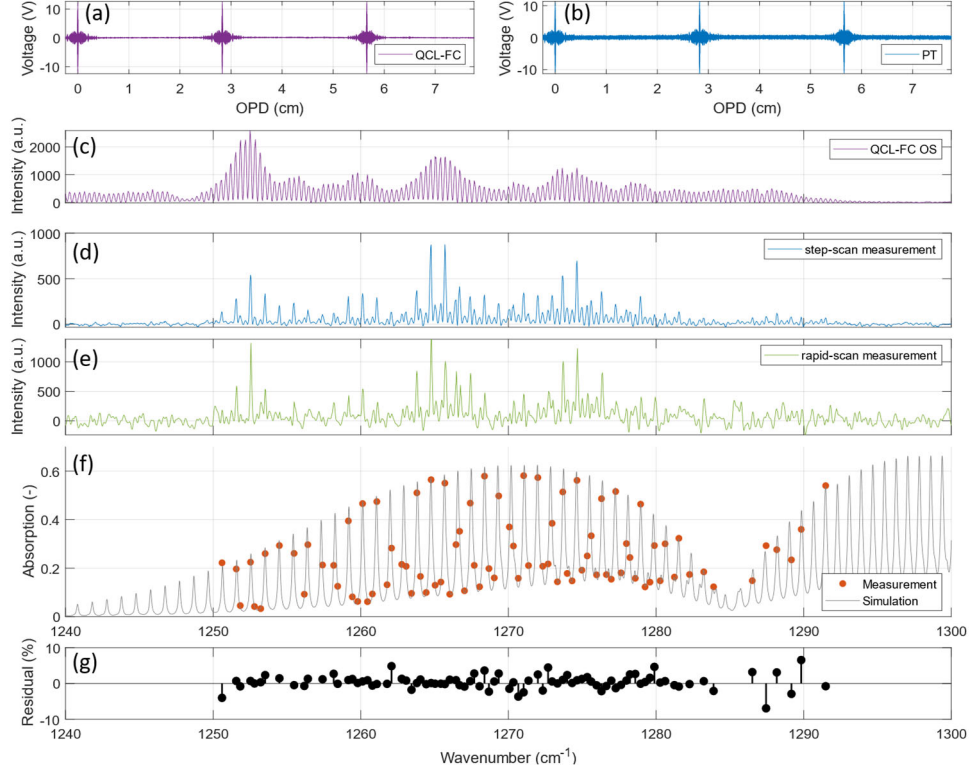 (a)
Voltage (V)
10
0
-10
QCL-FC
0 1 2 3 4 5 6 7
OPD (cm)
(b)
Voltage (V)
10
0
-10
PT
0 1 2 3 4 5 6 7
OPD (cm)
(c)
Intensity (a.u.)
2000
1000
0
QCL-FC OS
(d)
Intensity (a.u.)
1000
500
0
step-scan measurement
(e)
Intensity (a.u.)
1000
500
0
rapid-scan measurement
(f)
Absorption (-)
0.6
0.4
0.2
0
Measurement
Simulation
1240 1250 1260 1270 1280 1290 1300
(g)
Residual (%)
10
0
-10
1240 1250 1260 1270 1280 1290 1300
Wavenumber (cm⁻¹)